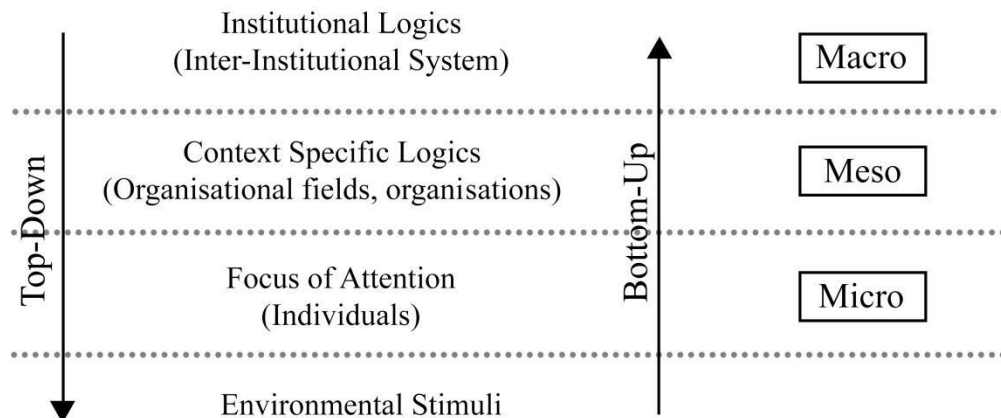 Institutional Logics
(Inter-Institutional System)
Macro
Context Specific Logics
(Organisational fields, organisations)
Meso
Focus of Attention
(Individuals)
Micro
Environmental Stimuli
Top-Down
Bottom-Up